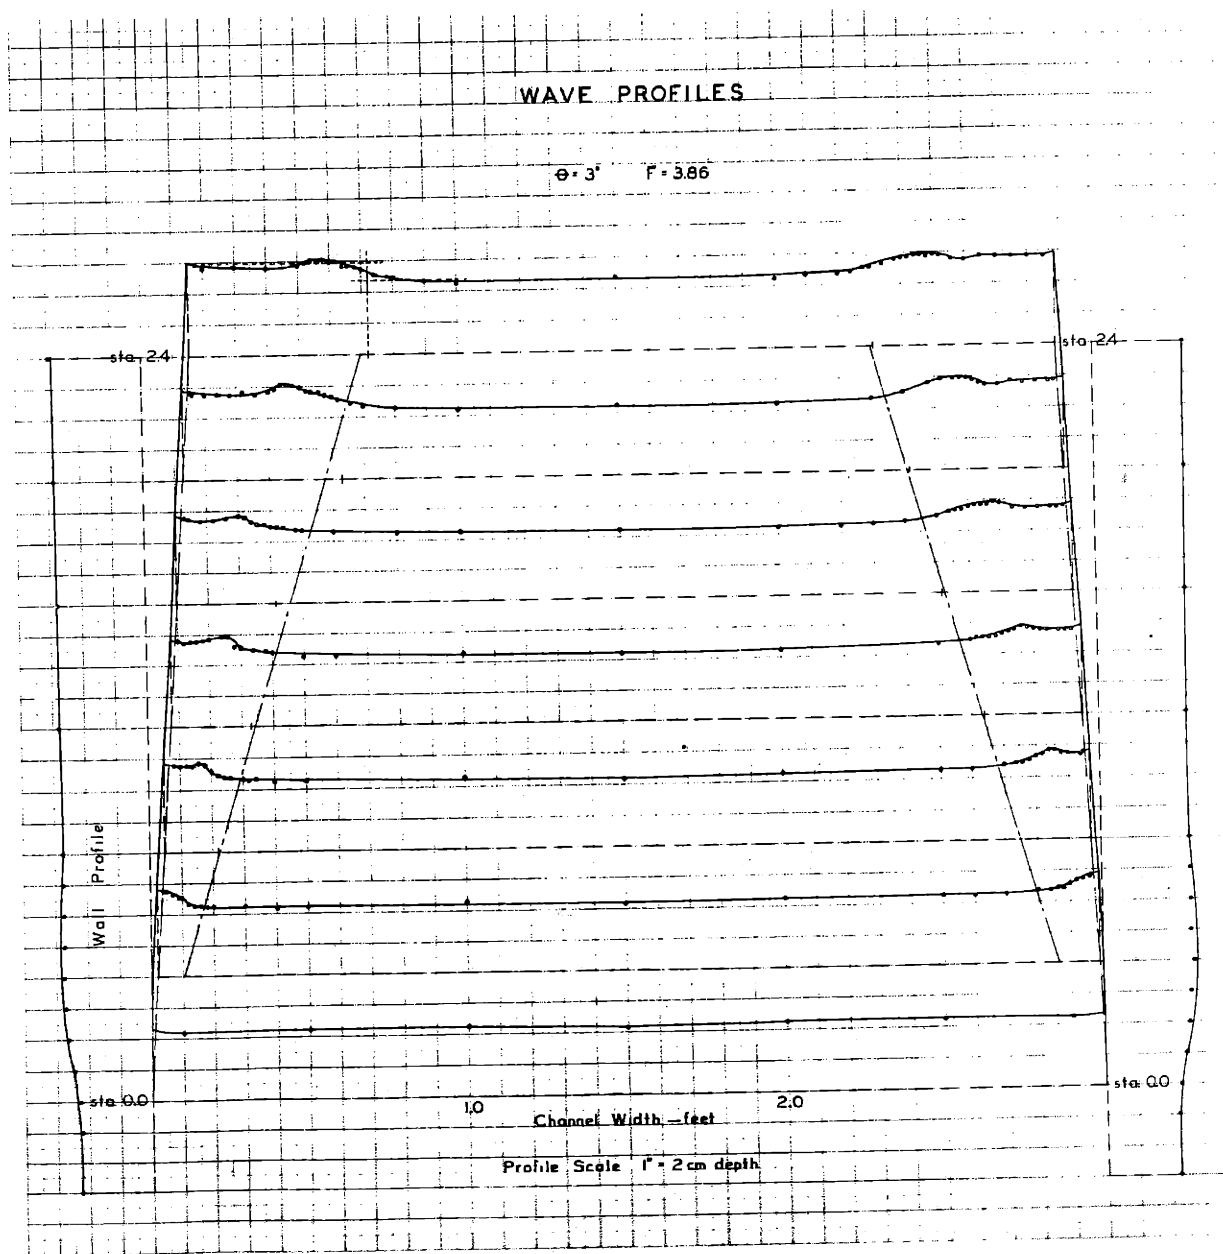 WAVE PROFILES
θ = 3° F = 3.86
sta. 2.4
sta. 2.4
Wall Profile
sta. 0.0
sta. 0.0
1.0
2.0
Channel Width — feet
Profile Scale 1" = 2 cm depth